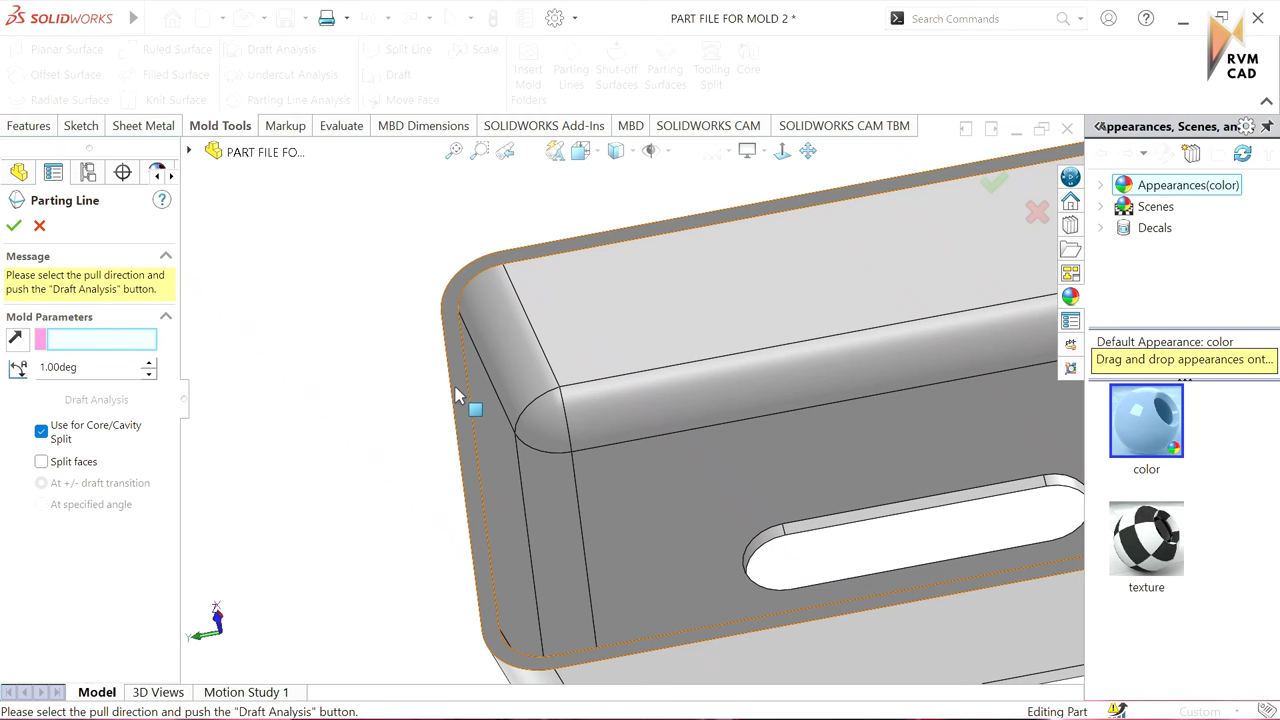 SOLIDWORKS
PART FILE FOR MOLD 2 *
Search Commands
RVM
CAD
Planar Surface
Ruled Surface
Draft Analysis
Split Line
Scale
Offset Surface
Filled Surface
Undercut Analysis
Draft
Radiate Surface
Knit Surface
Parting Line Analysis
Move Face
Insert
Mold
Folders
Parting
Lines
Shut-off
Surfaces
Parting
Surfaces
Tooling
Split
Core
Features
Sketch
Sheet Metal
Mold Tools
Markup
Evaluate
MBD Dimensions
SOLIDWORKS Add-Ins
MBD
SOLIDWORKS CAM
SOLIDWORKS CAM TBM
PART FILE FO...
Parting Line
Message
Please select the pull direction and
push the "Draft Analysis" button.
Mold Parameters
1.00deg
Draft Analysis
Use for Core/Cavity
Split
Split faces
At +/- draft transition
At specified angle
Z
Y
Appearances, Scenes, an
Appearances(color)
Scenes
Decals
Default Appearance: color
Drag and drop appearances ont...
color
texture
Model
3D Views
Motion Study 1
Please select the pull direction and push the "Draft Analysis" button.
Editing Part
Custom